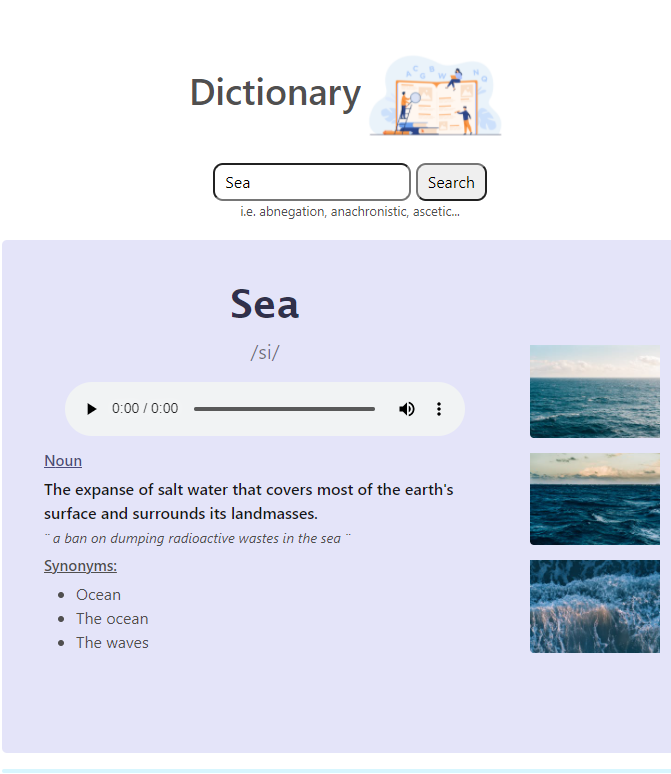 Dictionary
Sea
Search
i.e. abnegation, anachronistic, ascetic...
Sea
/si/
0:00 / 0:00
Noun
The expanse of salt water that covers most of the earth's
surface and surrounds its landmasses.
¨ a ban on dumping radioactive wastes in the sea ¨
Synonyms:
Ocean
The ocean
The waves